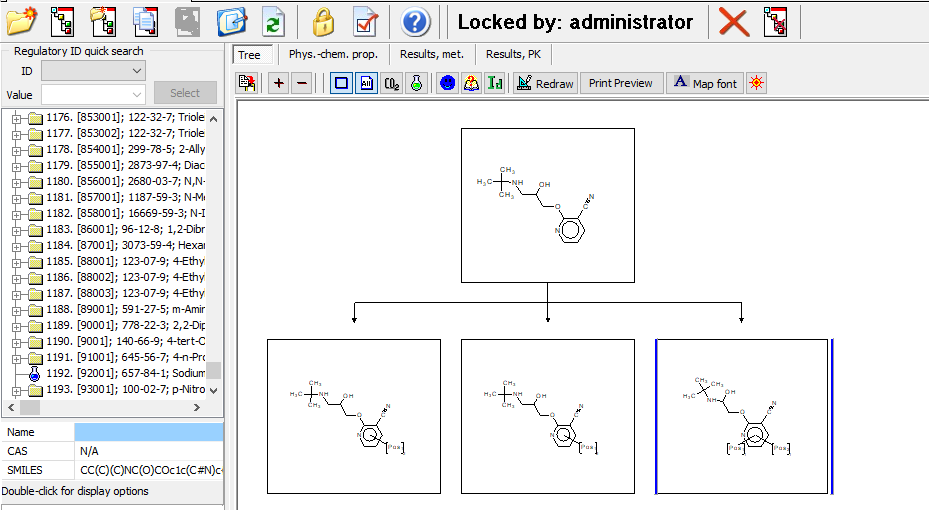 Locked by: administrator
Regulatory ID quick search
ID
Value
Select
1176. [853001]; 122-32-7; Triole
1177. [853002]; 122-32-7; Triole
1178. [854001]; 299-78-5; 2-Ally
1179. [855001]; 2873-97-4; Diac
1180. [856001]; 2680-03-7; N,N-
1181. [857001]; 1187-59-3; N-Me
1182. [858001]; 16669-59-3; N-I
1183. [86001]; 96-12-8; 1,2-Dibr
1184. [87001]; 3073-59-4; Hexar
1185. [88001]; 123-07-9; 4-Ethyl
1186. [88002]; 123-07-9; 4-Ethyl
1187. [88003]; 123-07-9; 4-Ethyl
1188. [89001]; 591-27-5; m-Amir
1189. [90001]; 778-22-3; 2,2-Dip
1190. [9001]; 140-66-9; 4-tert-O
1191. [91001]; 645-56-7; 4-n-Pro
1192. [92001]; 657-84-1; Sodium
1193. [93001]; 100-02-7; p-Nitro
Name
CAS N/A
SMILES CC(C)(C)NC(O)COc1c(C#N)c
Double-click for display options
Tree Phys.-chem. prop. Results, met. Results, PK
+ − All CO2 Id Redraw Print Preview A Map font
CH3
H3C NH OH
CH3
O C N
N
CH3
H3C NH OH
CH3
O C N
N
[Pos]
CH3
H3C NH OH
CH3
O C N
N
[Pos]
CH3
CH3
H3C NH OH
O C N
N
[Pos] [Pos]